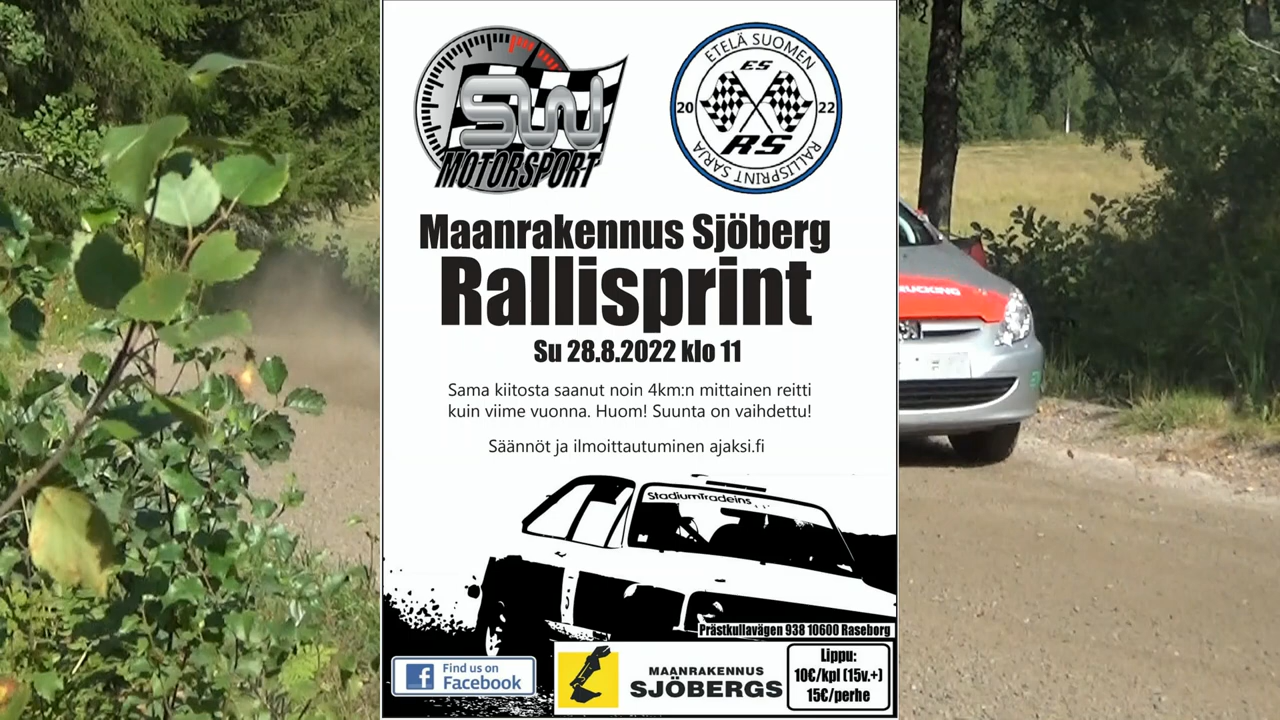 SW
MOTORSPORT
ETELÄ SUOMEN
ES
20 22
RS
RALLISPRINT SARJA
Maanrakennus Sjöberg
Rallisprint
Su 28.8.2022 klo 11
Sama kiitosta saanut noin 4km:n mittainen reitti
kuin viime vuonna. Huom! Suunta on vaihdettu!
Säännöt ja ilmoittautuminen ajaksi.fi
StadiumTradeins
Prästkullavägen 938 10600 Raseborg
Find us on
Facebook
MAANRAKENNUS
SJÖBERGS
Lippu:
10€/kpl (15v.+)
15€/perhe